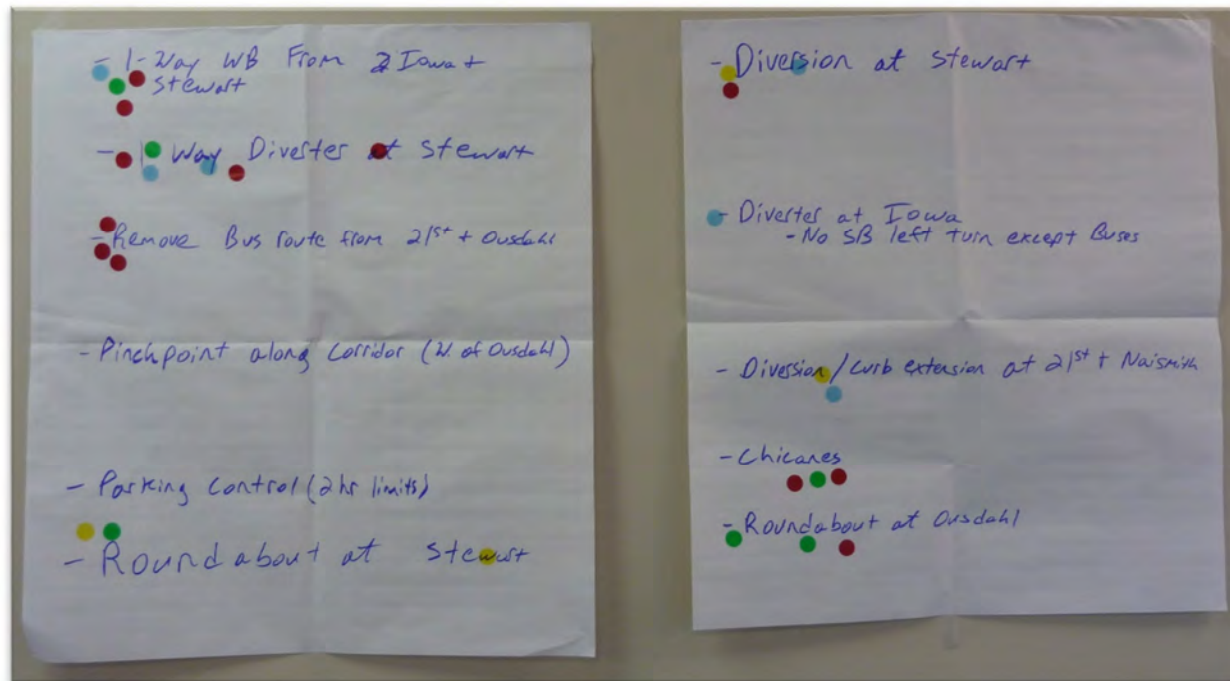 - 1-Way WB From Iowa +
Stewart
- 1 Way Diverter at Stewart
- Remove Bus route from 21st + Ousdahl
- Pinchpoint along Corridor (W. of Ousdahl)
- Parking Control (2 hr limits)
- Roundabout at Stewart
- Diversion at Stewart
- Diverter at Iowa
- No SB left turn except Buses
- Diversion/Curb extension at 21st + Naismith
- Chicanes
- Roundabout at Ousdahl